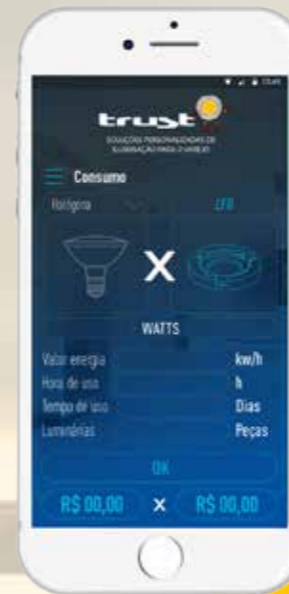 trust
SOLUÇÕES PERSONALIZADAS DE
ILUMINAÇÃO PARA O VAREJO
Consumo
Halógena LED
X
WATTS
Valor energia kw/h
Hora de uso h
Tempo de uso Dias
Luminárias Peças
OK
R$ 00,00 X R$ 00,00